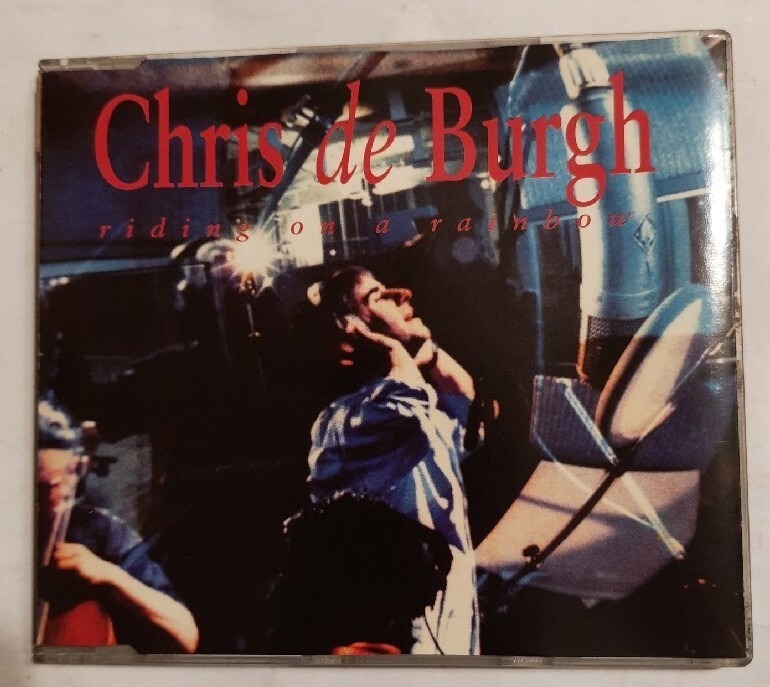 Chris de Burgh
riding on a rainbow